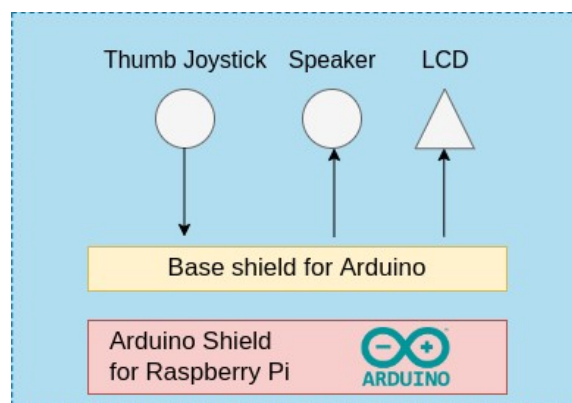 Thumb Joystick Speaker LCD
Base shield for Arduino
Arduino Shield
for Raspberry Pi
ARDUINO